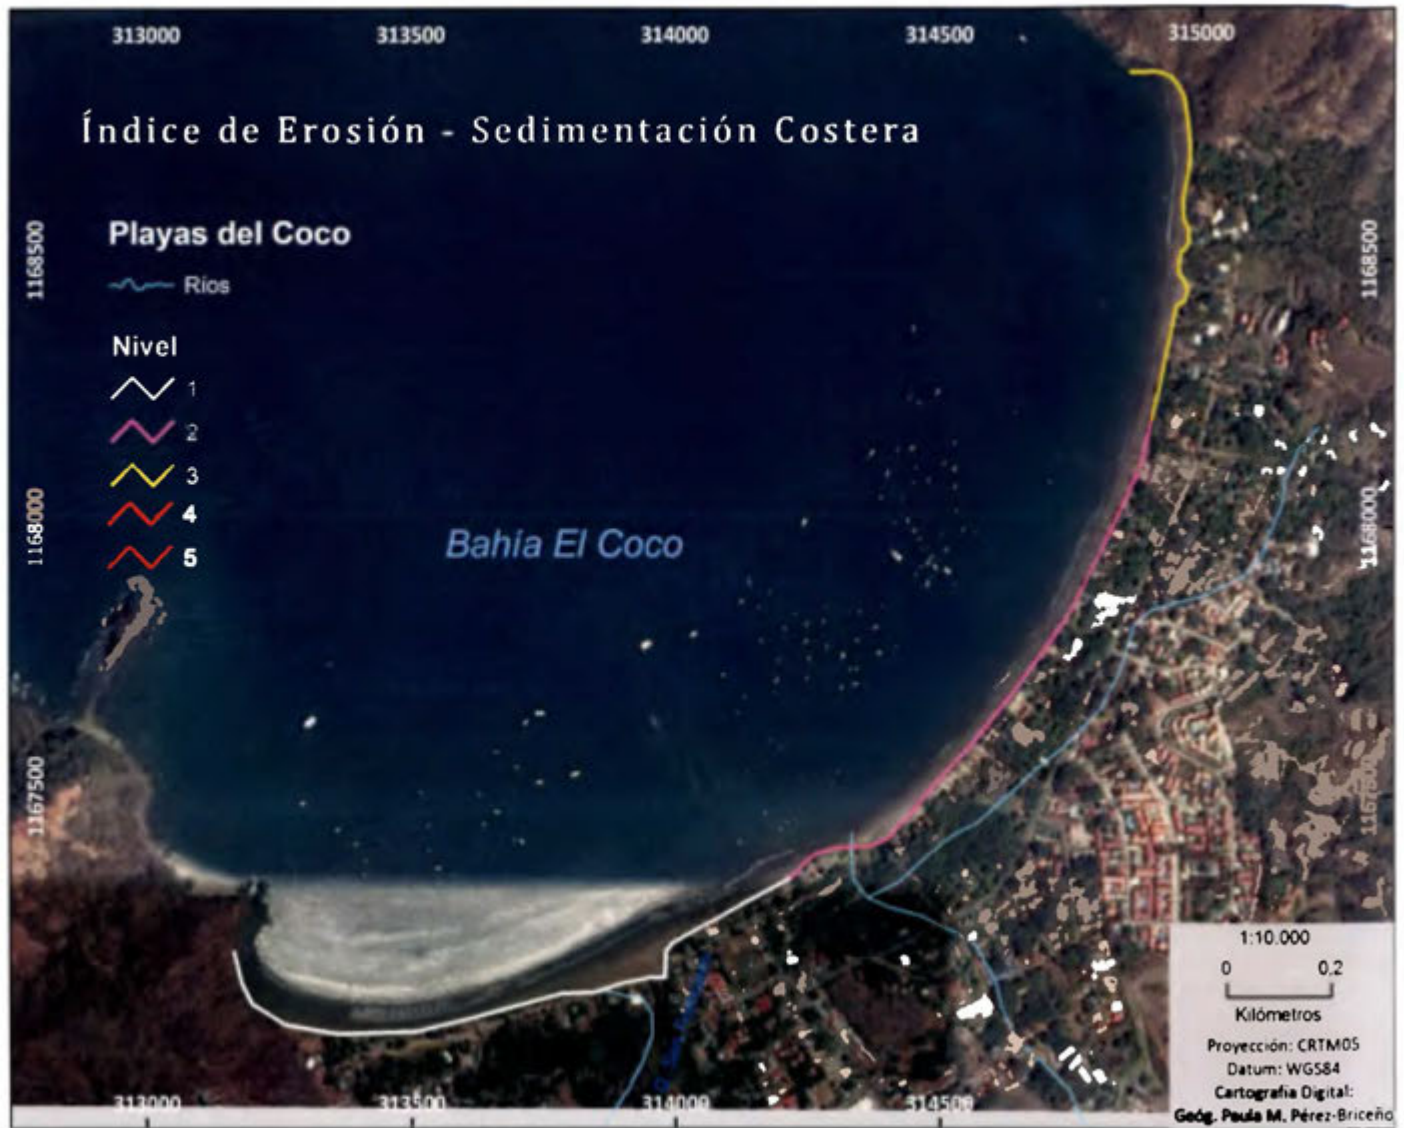 313000 313500 314000 314500 315000
Índice de Erosión - Sedimentación Costera
Playas del Coco
Ríos
Nivel
1
2
3
4
5
Bahía El Coco
1168500
1168000
1167500
1168500
1168000
1167500
1:10.000
0 0,2
Kilómetros
Proyección: CRTM05
Datum: WGS84
Cartografía Digital:
Geóg. Paula M. Pérez-Briceño
313000 313500 314000 314500